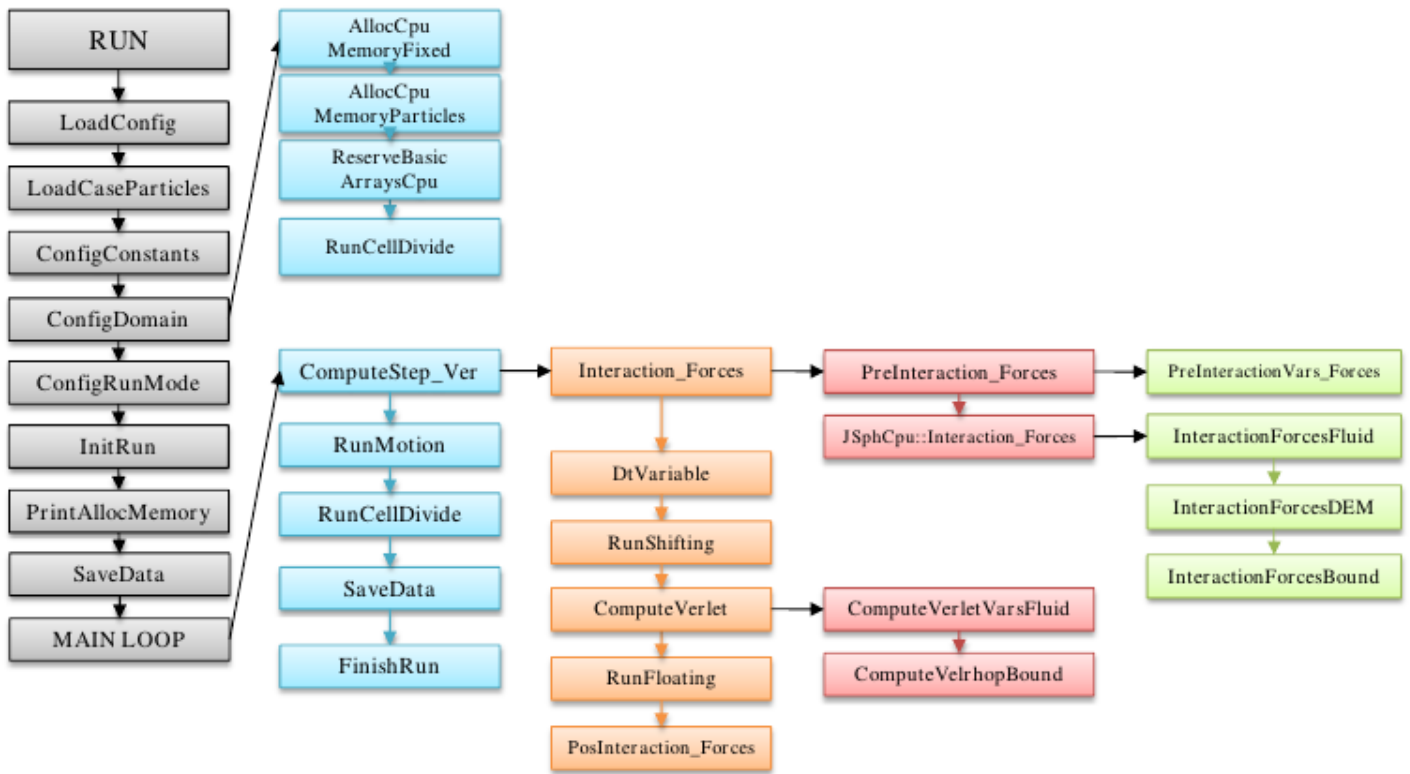 RUN
LoadConfig
LoadCaseParticles
ConfigConstants
ConfigDomain
ConfigRunMode
InitRun
PrintAllocMemory
SaveData
MAIN LOOP
AllocCpu
MemoryFixed
AllocCpu
MemoryParticles
ReserveBasic
ArraysCpu
RunCellDivide
ComputeStep_Ver
RunMotion
RunCellDivide
SaveData
FinishRun
Interaction_Forces
DtVariable
RunShifting
ComputeVerlet
RunFloating
PosInteraction_Forces
PreInteraction_Forces
JSphCpu::Interaction_Forces
ComputeVerletVarsFluid
ComputeVelrhopBound
PreInteractionVars_Forces
InteractionForcesFluid
InteractionForcesDEM
InteractionForcesBound